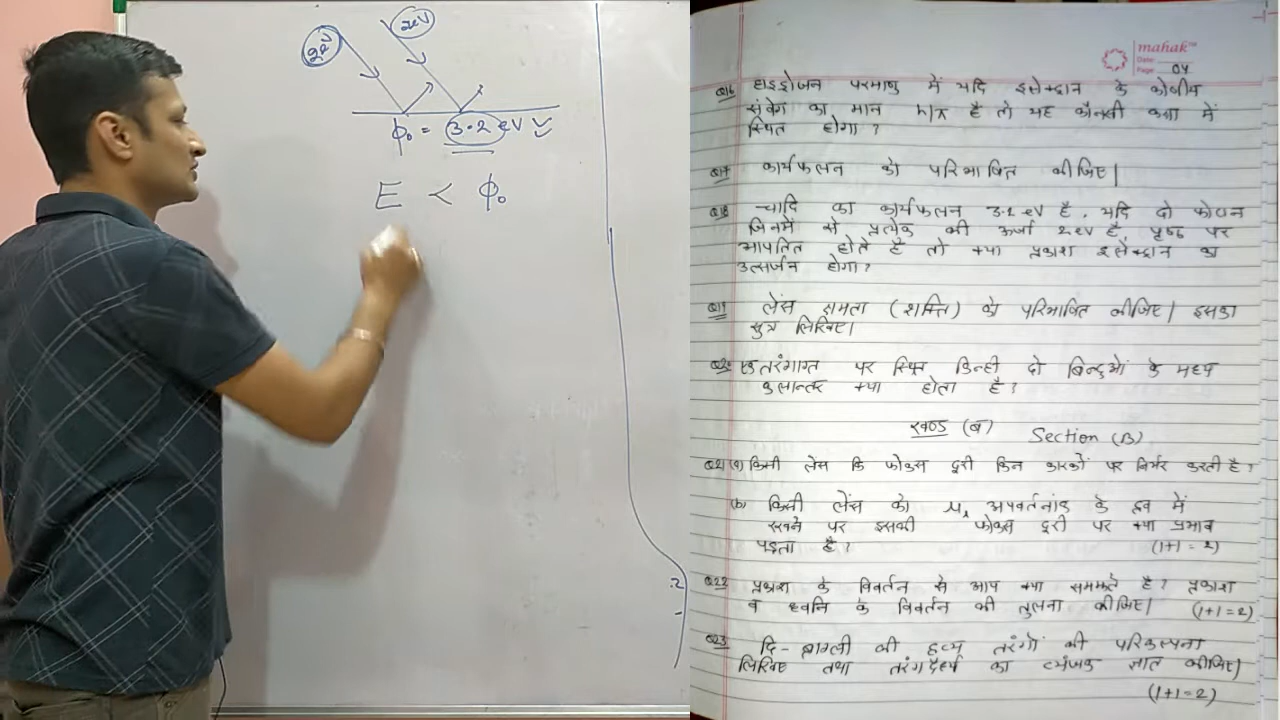 2eV
2eV
ϕ₀ = 3.2 eV ✓
E < ϕ₀
2
mahak™
Date:
Page: 04
Q16 हाइड्रोजन परमाणु में यदि इलेक्ट्रान के कोणीय
संवेग का मान h/π है तो यह कौनसी कक्षा में
स्थित होगा ?
Q17 कार्यफलन को परिभाषित कीजिए|
Q18 चादि का कार्यफलन 3.2 eV है. यदि दो फोटान
जिनमें से प्रत्येक की ऊर्जा 2eV है, पृष्ठ पर
आपतित होते है तो क्या प्रकाश इलेक्ट्रान का
उत्सर्जन होगा?
Q19 लेंस क्षमता (शक्ति) को परिभाषित कीजिए| इसका
सुत्र लिखिए|
Q20 एक तरंगाग्र पर स्थित किन्ही दो बिन्दुओं के मध्य
कलान्तर क्या होता है?
खण्ड (ब) Section (B)
Q21 (a) किसी लेंस कि फोकस दुरी किन कारकों पर निर्भर करती है?
(b) किसी लेंस को μ अपवर्तनांक के द्रव में
रखने पर इसकी फोकस दुरी पर क्या प्रभाव
पड़ता है? (1+1=2)
Q22 प्रकाश के विवर्तन से आप क्या समझते है? प्रकाश
व ध्वनि के विवर्तन की तुलना कीजिए| (1+1=2)
Q23 दि-ब्रागली की द्रव्य तरंगों की परिकल्पना
लिखिए तथा तरंगदैर्ध्य का व्यंजक ज्ञात कीजिए|
(1+1=2)